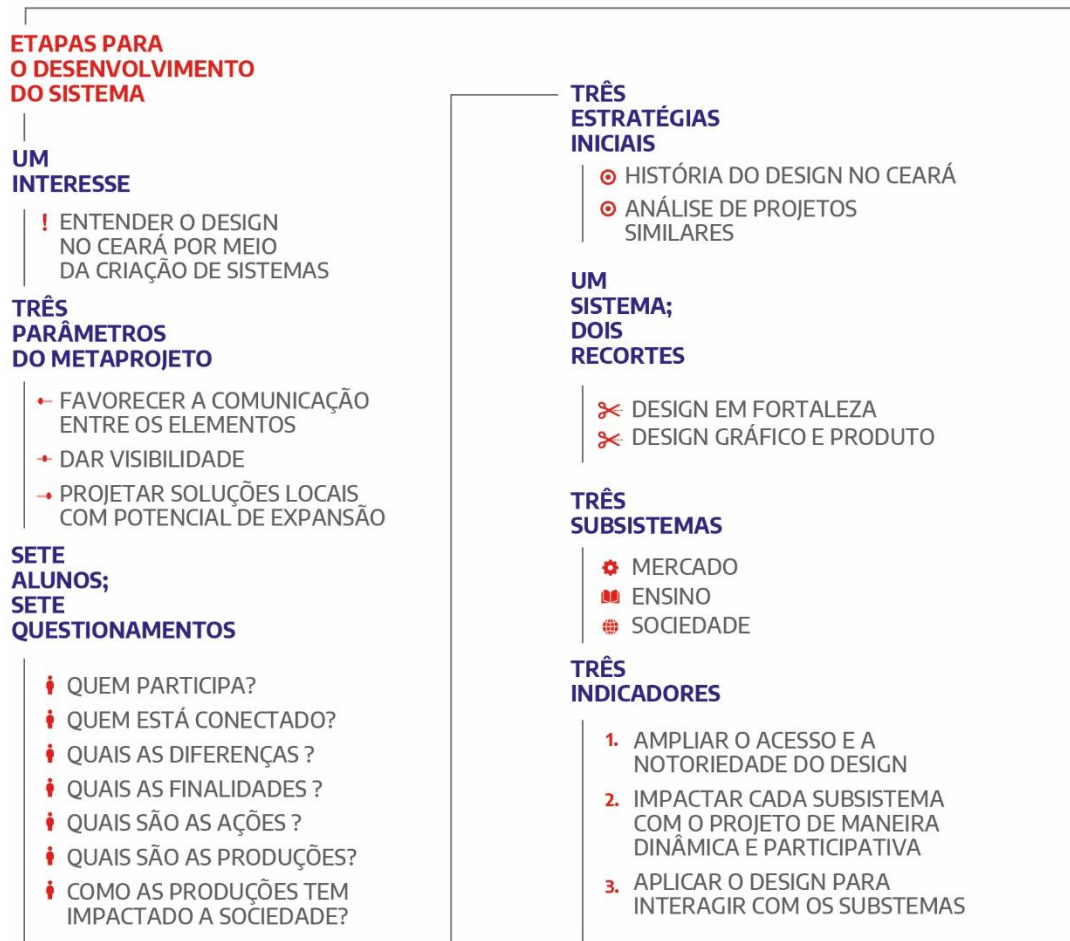 ETAPAS PARA
O DESENVOLVIMENTO
DO SISTEMA
UM
INTERESSE
! ENTENDER O DESIGN
NO CEARÁ POR MEIO
DA CRIAÇÃO DE SISTEMAS
TRÊS
PARÂMETROS
DO METAPROJETO
FAVORECER A COMUNICAÇÃO
ENTRE OS ELEMENTOS
DAR VISIBILIDADE
PROJETAR SOLUÇÕES LOCAIS
COM POTENCIAL DE EXPANSÃO
SETE
ALUNOS;
SETE
QUESTIONAMENTOS
QUEM PARTICIPA?
QUEM ESTÁ CONECTADO?
QUAIS AS DIFERENÇAS ?
QUAIS AS FINALIDADES ?
QUAIS SÃO AS AÇÕES ?
QUAIS SÃO AS PRODUÇÕES?
COMO AS PRODUÇÕES TEM
IMPACTADO A SOCIEDADE?
TRÊS
ESTRATÉGIAS
INICIAIS
HISTÓRIA DO DESIGN NO CEARÁ
ANÁLISE DE PROJETOS
SIMILARES
UM
SISTEMA;
DOIS
RECORTES
DESIGN EM FORTALEZA
DESIGN GRÁFICO E PRODUTO
TRÊS
SUBSISTEMAS
MERCADO
ENSINO
SOCIEDADE
TRÊS
INDICADORES
1. AMPLIAR O ACESSO E A
NOTORIEDADE DO DESIGN
2. IMPACTAR CADA SUBSISTEMA
COM O PROJETO DE MANEIRA
DINÂMICA E PARTICIPATIVA
3. APLICAR O DESIGN PARA
INTERAGIR COM OS SUBSTEMAS